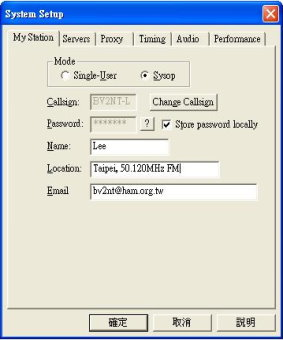 System Setup
My Station Servers Proxy Timing Audio Performance
Mode
Single-User Sysop
Callsign: BV2NT-L Change Callsign
Password: ******* ? Store password locally
Name: Lee
Location: Taipei, 50.120MHz FM
Email bv2nt@ham.org.tw
確定 取消 說明